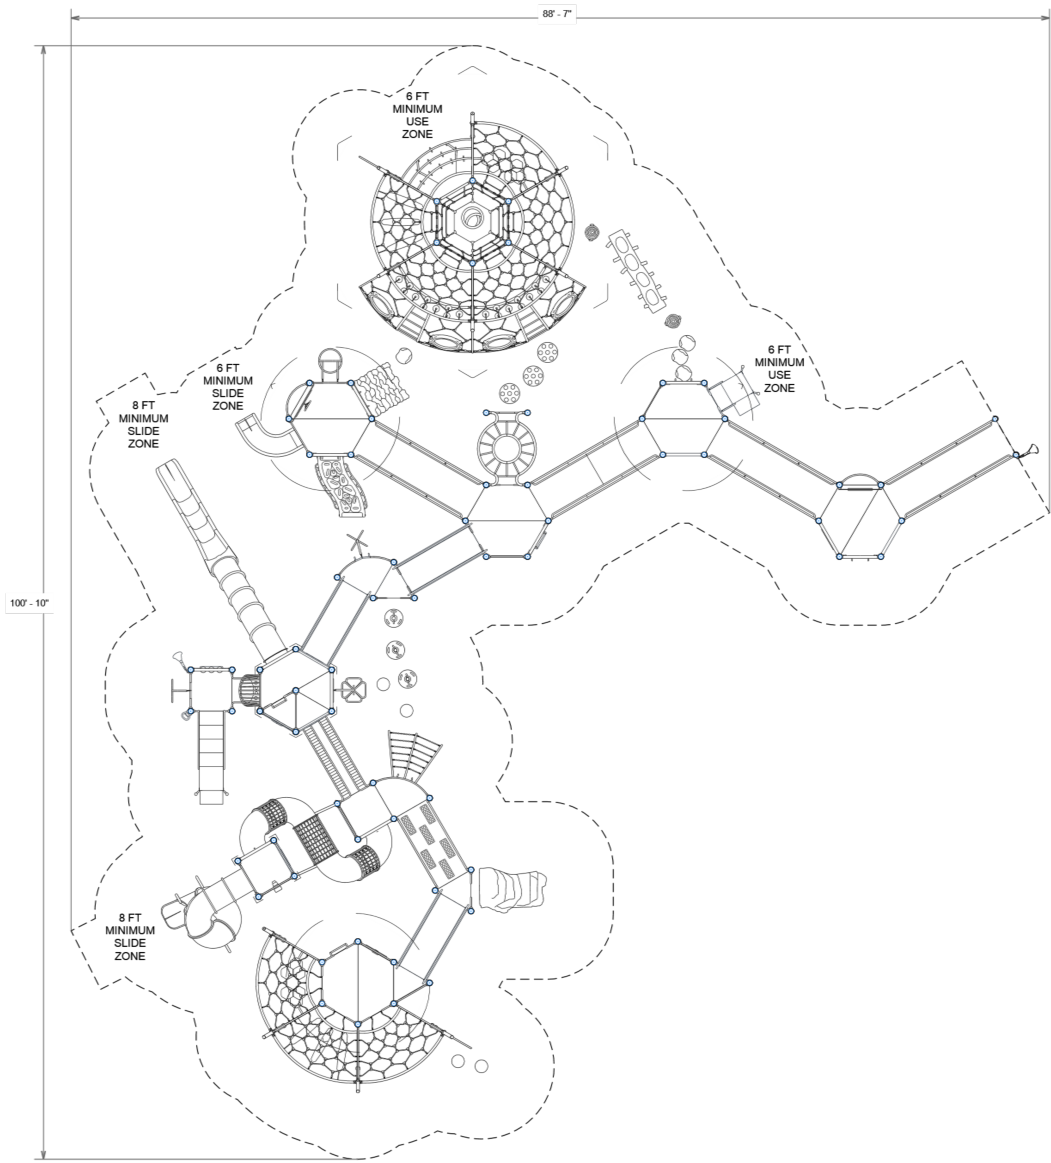 88' - 7"
6 FT
MINIMUM
USE
ZONE
6 FT
MINIMUM
SLIDE
ZONE
6 FT
MINIMUM
USE
ZONE
8 FT
MINIMUM
SLIDE
ZONE
100' - 10"
8 FT
MINIMUM
SLIDE
ZONE